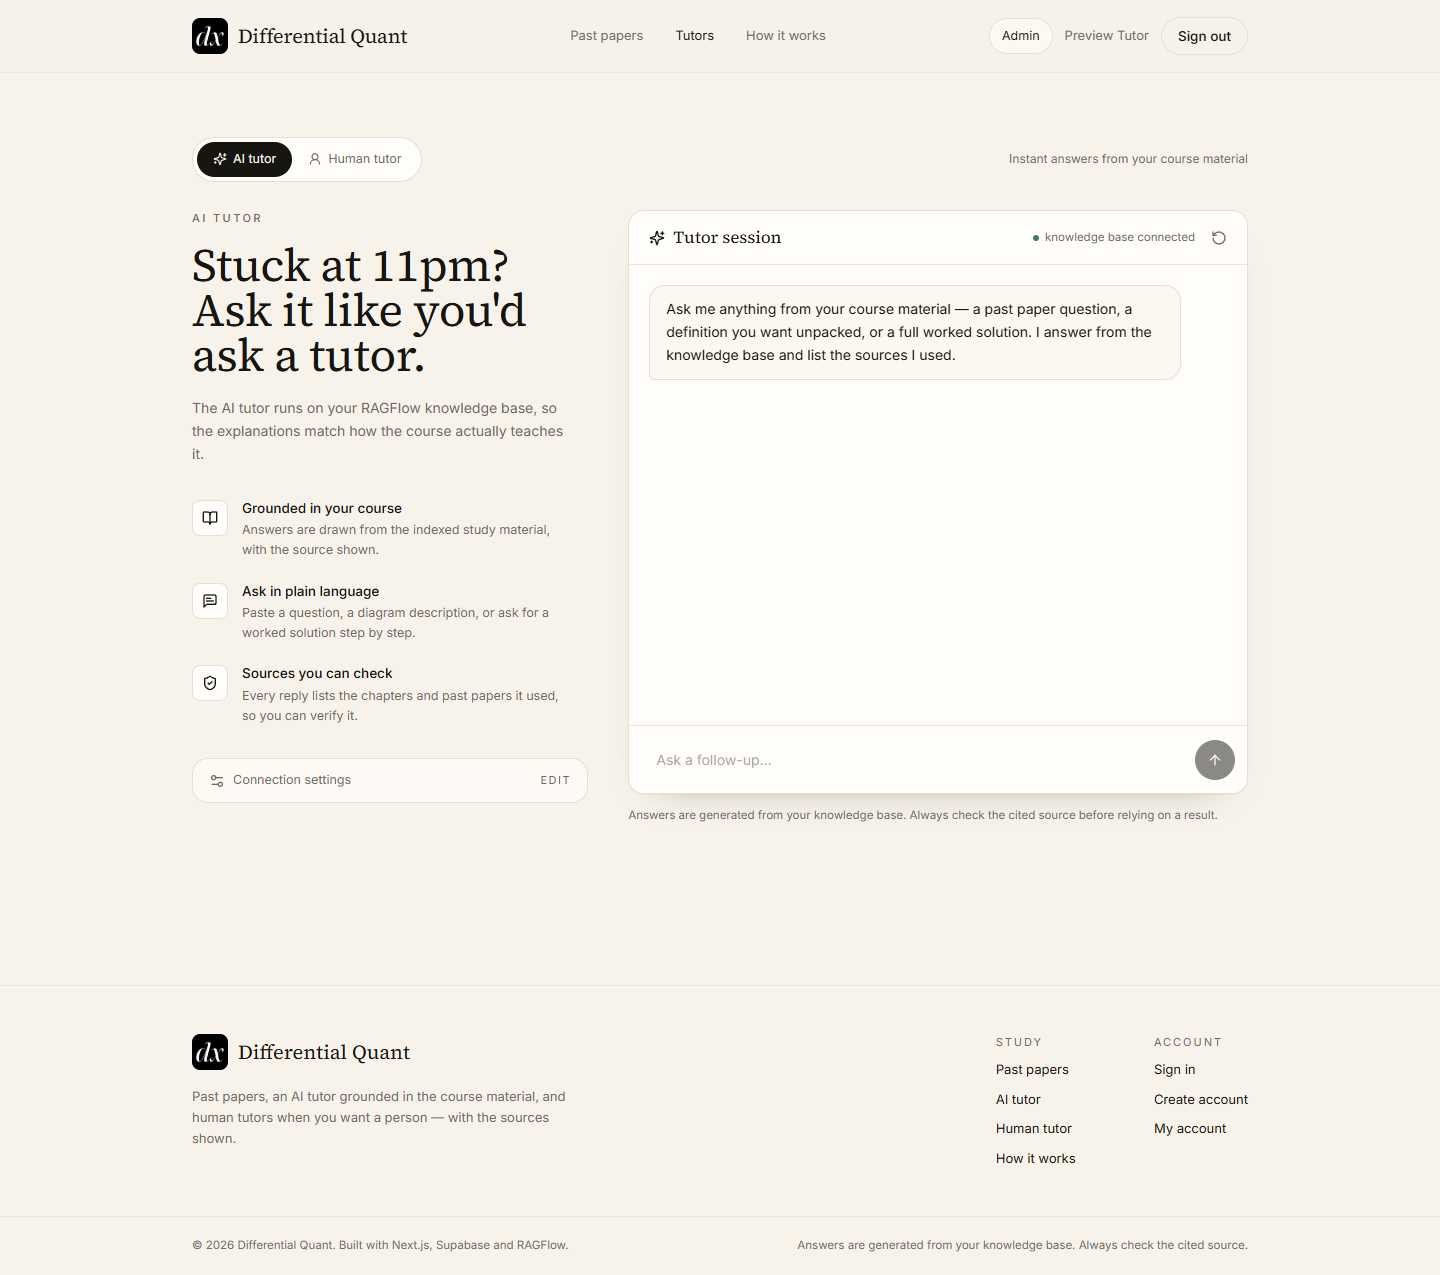 dx Differential Quant
Past papers
Tutors
How it works
Admin
Preview Tutor
Sign out
AI tutor
Human tutor
Instant answers from your course material
AI TUTOR
Stuck at 11pm?
Ask it like you'd
ask a tutor.
The AI tutor runs on your RAGFlow knowledge base, so
the explanations match how the course actually teaches
it.
Grounded in your course
Answers are drawn from the indexed study material,
with the source shown.
Ask in plain language
Paste a question, a diagram description, or ask for a
worked solution step by step.
Sources you can check
Every reply lists the chapters and past papers it used,
so you can verify it.
Connection settings
EDIT
Tutor session
knowledge base connected
Ask me anything from your course material — a past paper question, a
definition you want unpacked, or a full worked solution. I answer from the
knowledge base and list the sources I used.
Ask a follow-up...
Answers are generated from your knowledge base. Always check the cited source before relying on a result.
dx Differential Quant
Past papers, an AI tutor grounded in the course material, and
human tutors when you want a person — with the sources
shown.
STUDY
Past papers
AI tutor
Human tutor
How it works
ACCOUNT
Sign in
Create account
My account
© 2026 Differential Quant. Built with Next.js, Supabase and RAGFlow.
Answers are generated from your knowledge base. Always check the cited source.